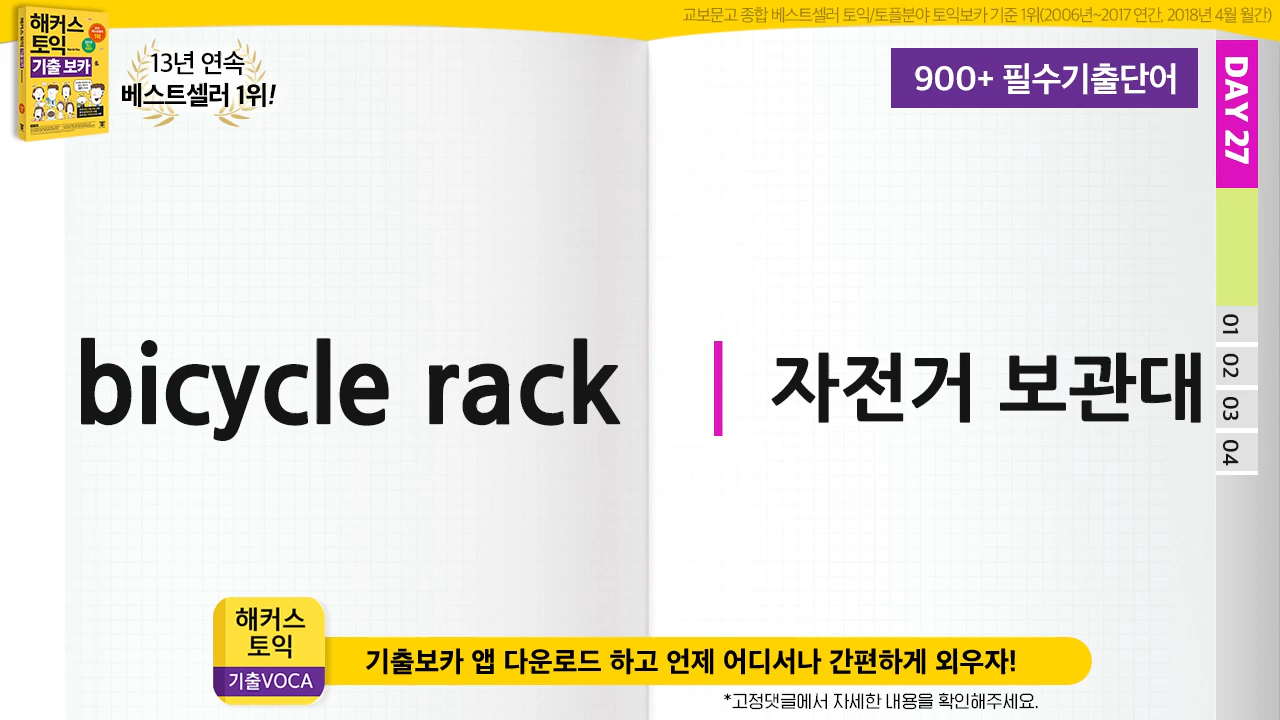 교보문고 종합 베스트셀러 토익/토플분야 토익보카 기준 1위(2006년~2017 연간, 2018년 4월 월간)
해커스
토익
기출 보카
13년 연속
베스트셀러 1위!
900+ 필수기출단어
DAY 27
bicycle rack
자전거 보관대
01
02
03
04
해커스
토익
기출VOCA
기출보카 앱 다운로드 하고 언제 어디서나 간편하게 외우자!
*고정댓글에서 자세한 내용을 확인해주세요.